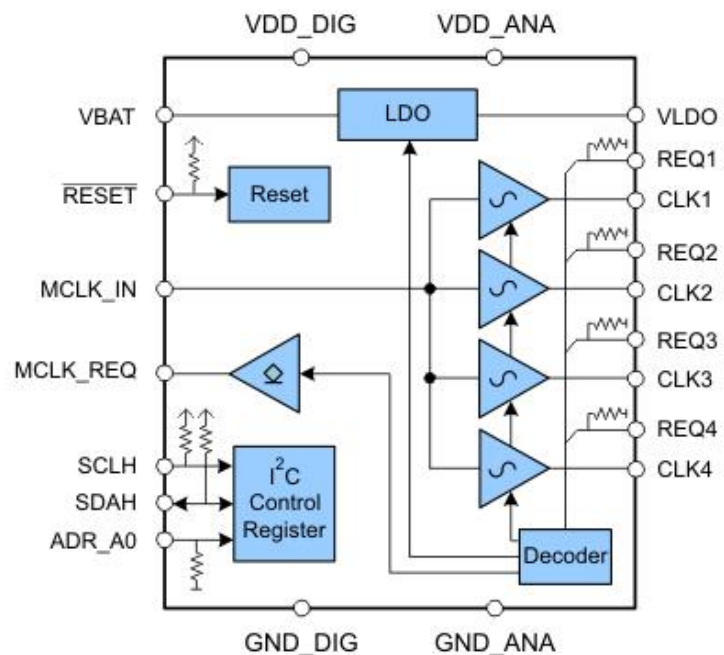 VDD_DIG VDD_ANA
VBAT LDO VLDO
REQ1
RESET Reset CLK1
REQ2
MCLK_IN CLK2
REQ3
MCLK_REQ CLK3
REQ4
SCLH I²C CLK4
SDAH Control
Register
ADR_A0 Decoder
GND_DIG GND_ANA